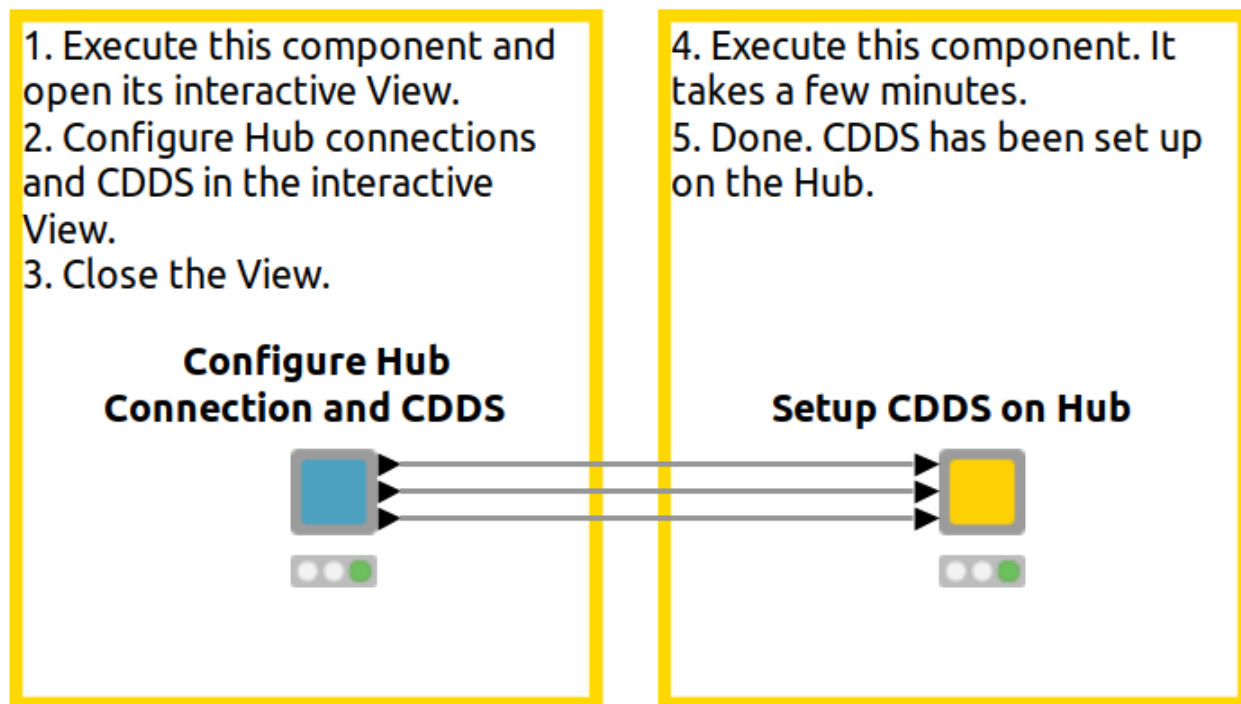 1. Execute this component and
open its interactive View.
2. Configure Hub connections
and CDDS in the interactive
View.
3. Close the View.
Configure Hub
Connection and CDDS
4. Execute this component. It
takes a few minutes.
5. Done. CDDS has been set up
on the Hub.
Setup CDDS on Hub